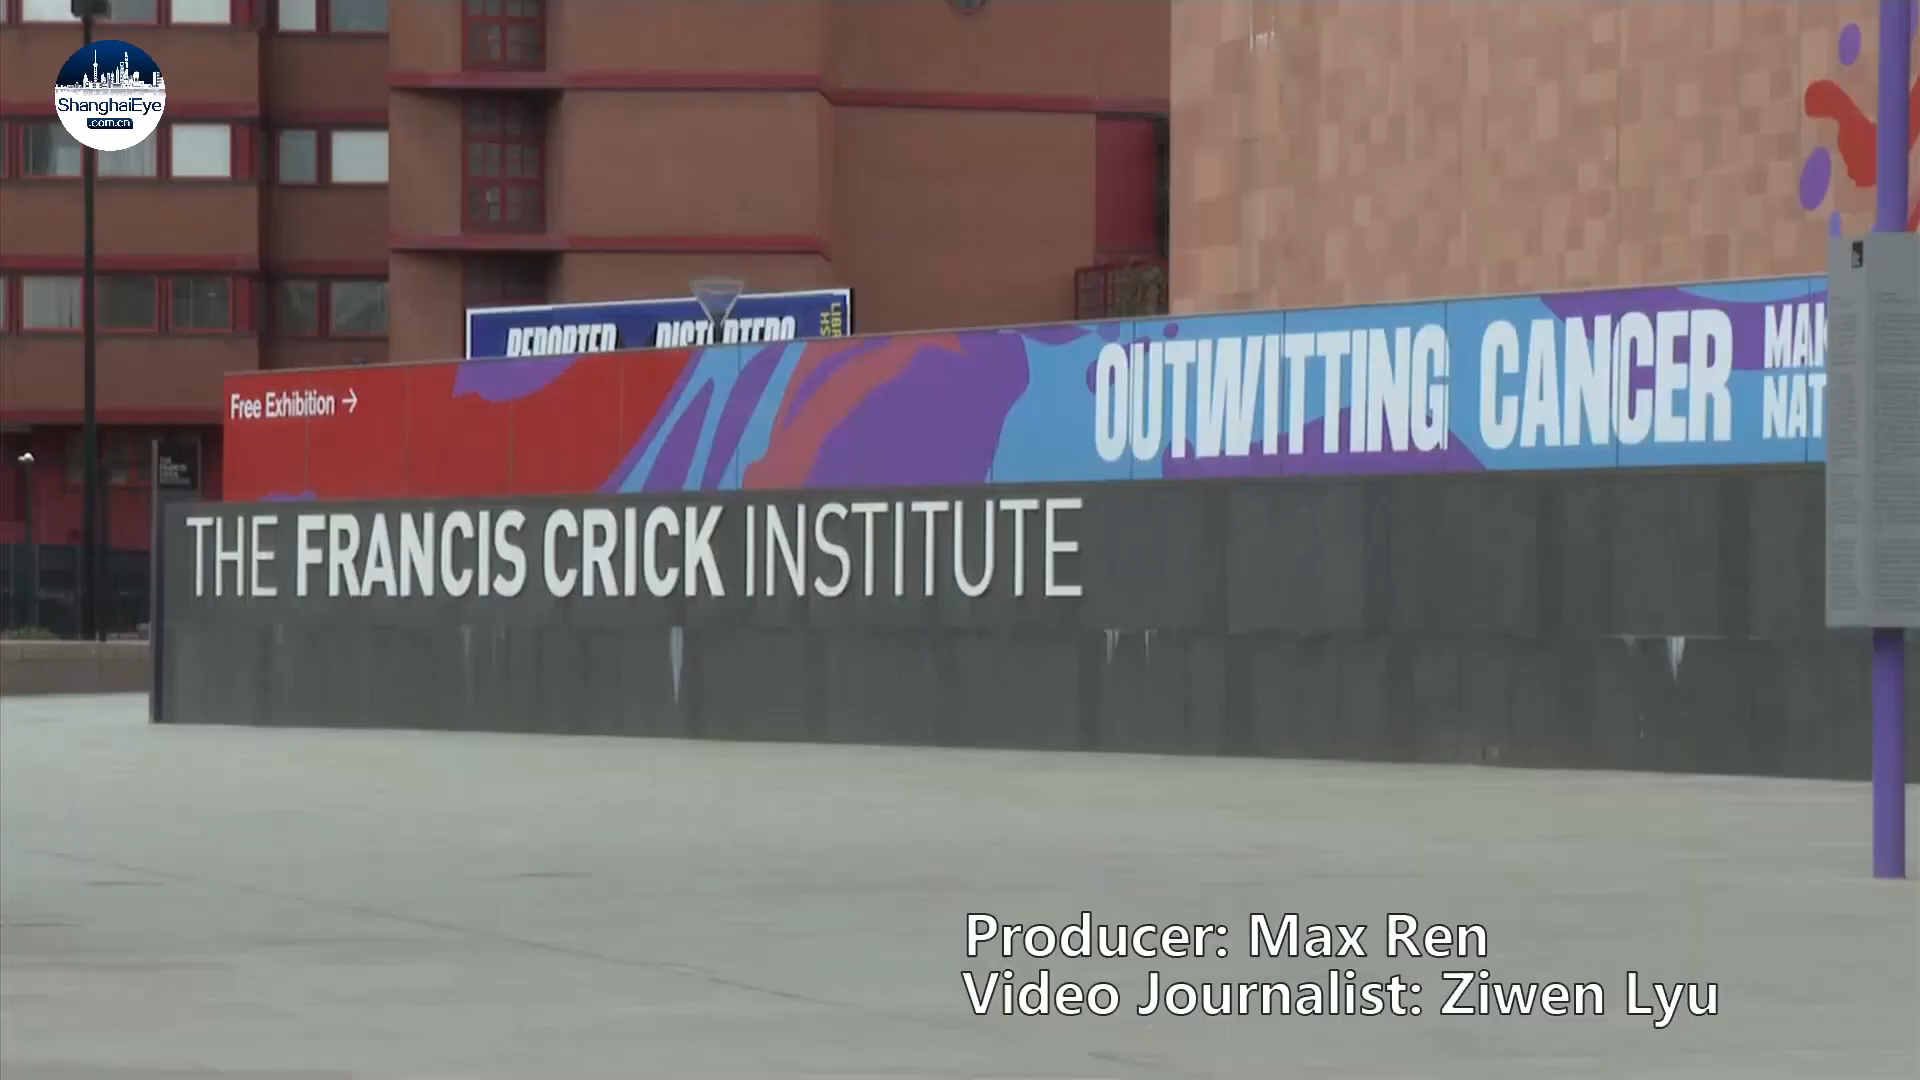 ShanghaiEye
.com.cn
Free Exhibition →
OUTWITTING CANCER
THE FRANCIS CRICK INSTITUTE
Producer: Max Ren
Video Journalist: Ziwen Lyu